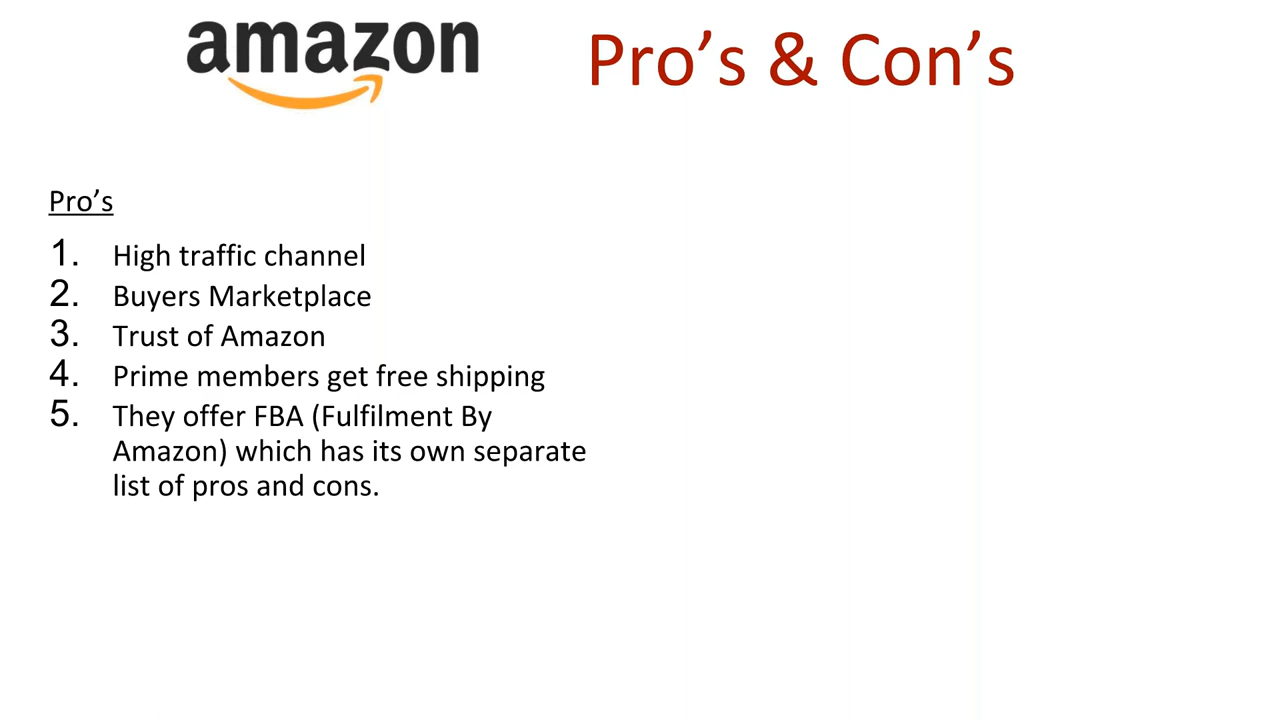 amazon
Pro’s & Con’s
Pro’s
1. High traffic channel
2. Buyers Marketplace
3. Trust of Amazon
4. Prime members get free shipping
5. They offer FBA (Fulfilment By
Amazon) which has its own separate
list of pros and cons.